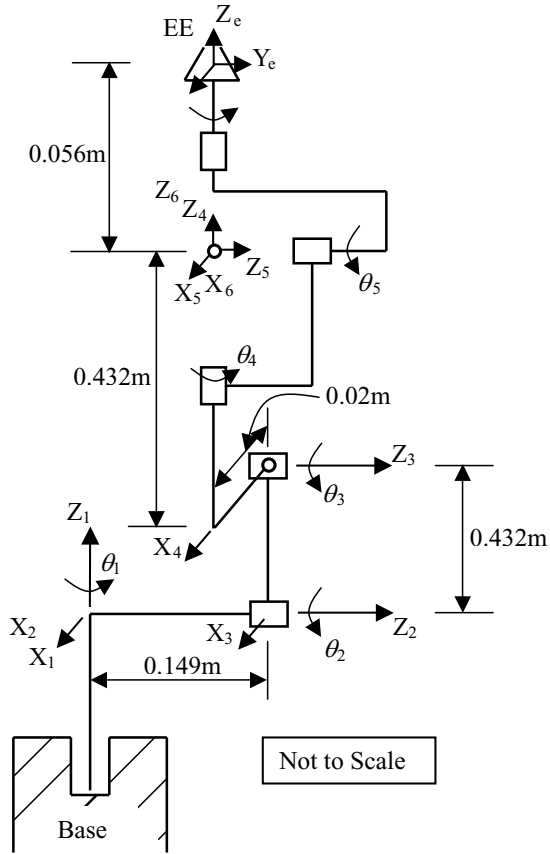 Zₑ
EE
Yₑ
0.056m
Z₆
Z₄
Z₅
X₅ X₆
θ₅
0.432m
θ₄
0.02m
Z₃
θ₃
X₄
0.432m
Z₁
θ₁
X₂
X₁
X₃
Z₂
θ₂
0.149m
Not to Scale
Base